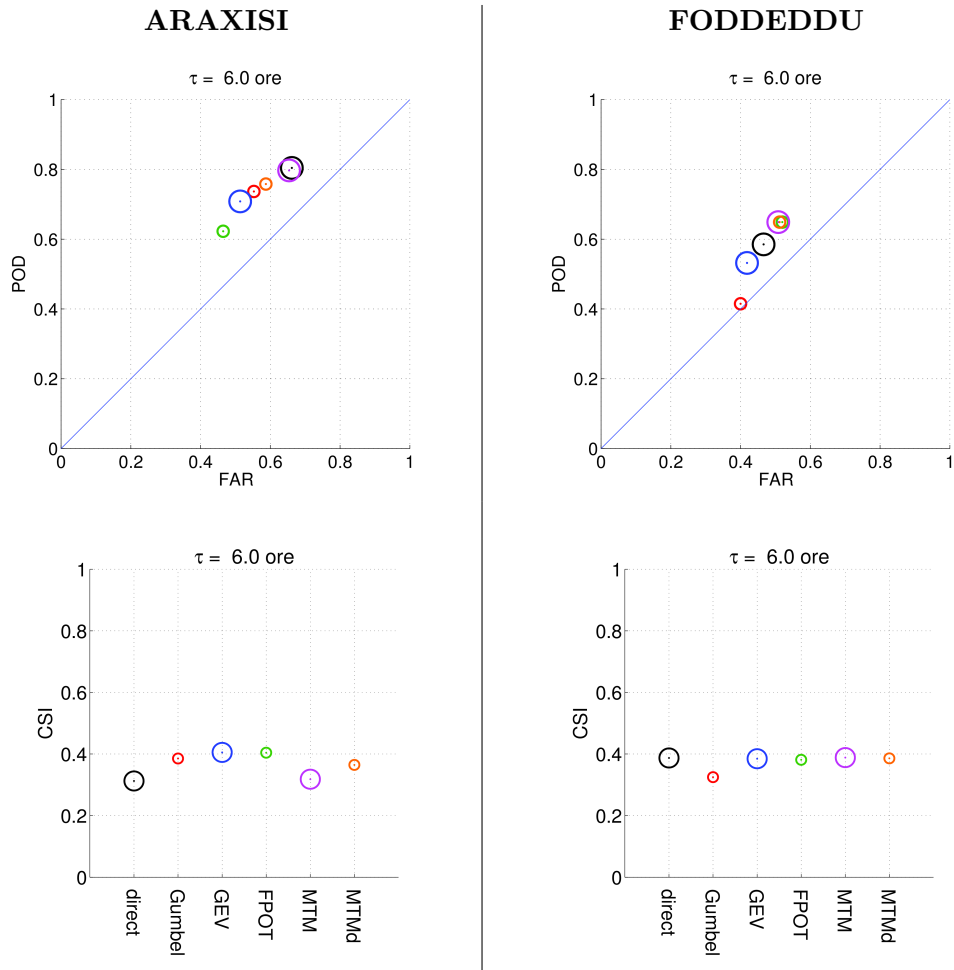 ARAXISI
τ = 6.0 ore
1
0.8
0.6
0.4
0.2
0
POD
0 0.2 0.4 0.6 0.8 1
FAR
τ = 6.0 ore
1
0.8
0.6
0.4
0.2
0
CSI
direct
Gumbel
GEV
FPOT
MTM
MTMd
FODDEDDU
τ = 6.0 ore
1
0.8
0.6
0.4
0.2
0
POD
0 0.2 0.4 0.6 0.8 1
FAR
τ = 6.0 ore
1
0.8
0.6
0.4
0.2
0
CSI
direct
Gumbel
GEV
FPOT
MTM
MTMd